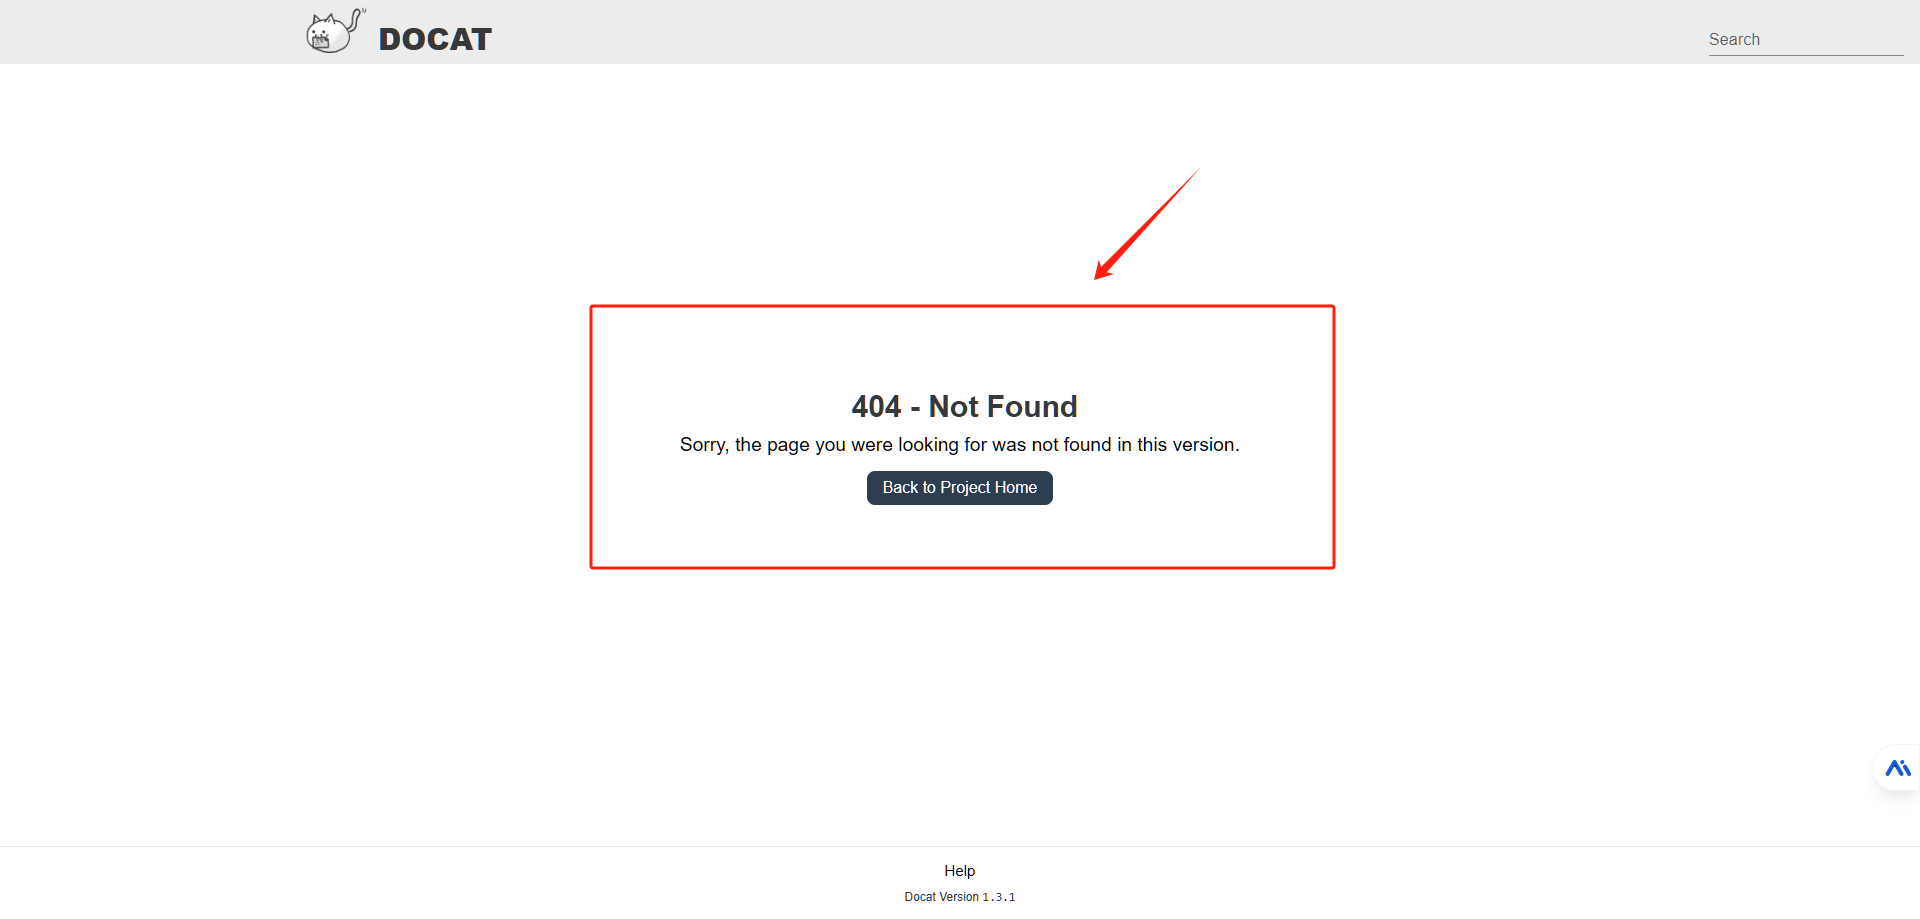 DOCAT
Search
404 - Not Found
Sorry, the page you were looking for was not found in this version.
Back to Project Home
Help
Docat Version 1.3.1